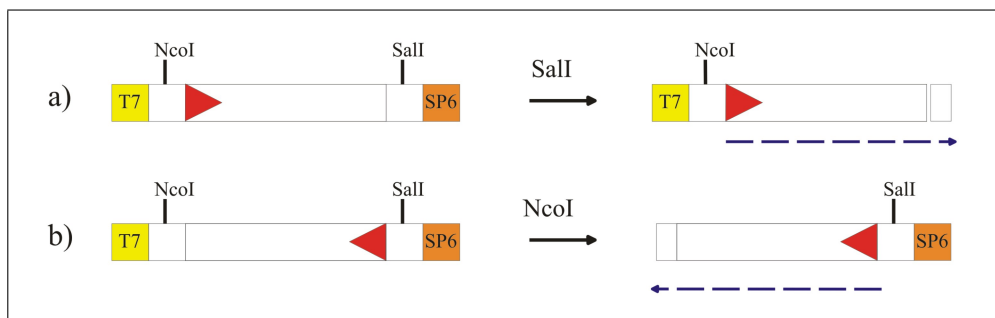 NcoI SalI SalI NcoI
a) T7 SP6 T7
NcoI SalI NcoI SalI
b) T7 SP6 SP6